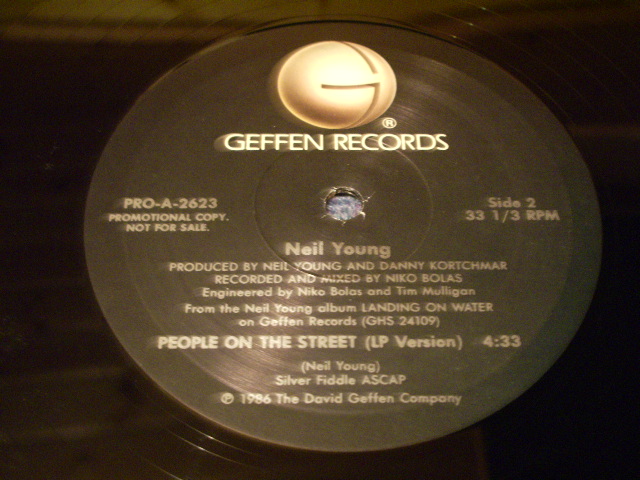 G
®
GEFFEN RECORDS
PRO-A-2623
PROMOTIONAL COPY.
NOT FOR SALE.
Side 2
33 1/3 RPM
Neil Young
PRODUCED BY NEIL YOUNG AND DANNY KORTCHMAR
RECORDED AND MIXED BY NIKO BOLAS
Engineered by Niko Bolas and Tim Mulligan
From the Neil Young album LANDING ON WATER
on Geffen Records (GHS 24109)
PEOPLE ON THE STREET (LP Version) 4:33
(Neil Young)
Silver Fiddle ASCAP
℗ 1986 The David Geffen Company